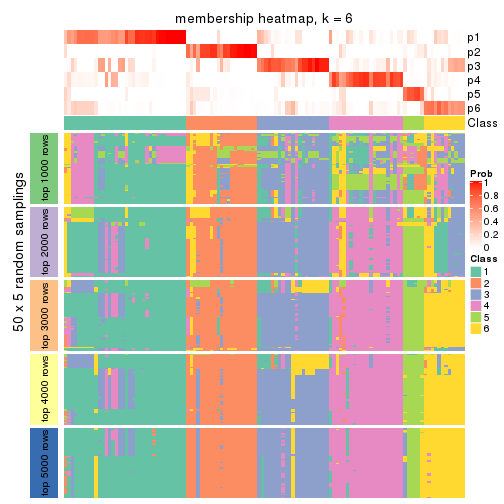 membership heatmap, k = 6
p1
p2
p3
p4
p5
p6
Class
50 x 5 random samplings
top 1000 rows
top 2000 rows
top 3000 rows
top 4000 rows
top 5000 rows
Prob
1
0.8
0.6
0.4
0.2
0
Class
1
2
3
4
5
6